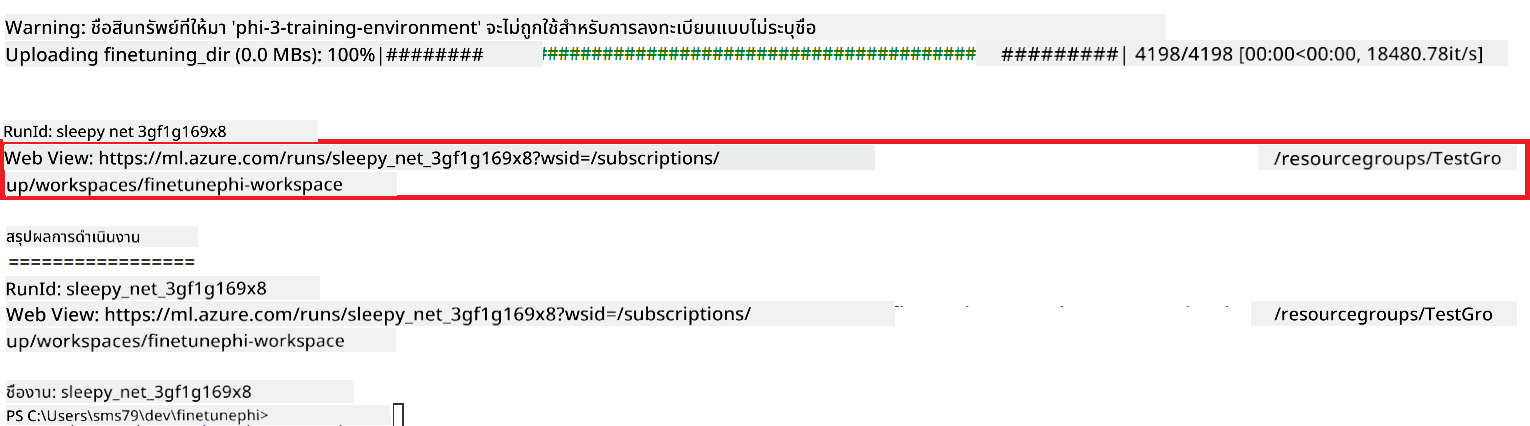 Warning: ชื่อสินทรัพย์ที่ให้มา 'phi-3-training-environment' จะไม่ถูกใช้สำหรับการลงทะเบียนแบบไม่ระบุชื่อ
Uploading finetuning_dir (0.0 MBs): 100%|######## ######################################## #########| 4198/4198 [00:00<00:00, 18480.78it/s]
RunId: sleepy net 3gf1g169x8
Web View: https://ml.azure.com/runs/sleepy_net_3gf1g169x8?wsid=/subscriptions/ /resourcegroups/TestGro
up/workspaces/finetunephi-workspace
สรุปผลการดำเนินงาน
=================
RunId: sleepy_net_3gf1g169x8
Web View: https://ml.azure.com/runs/sleepy_net_3gf1g169x8?wsid=/subscriptions/ /resourcegroups/TestGro
up/workspaces/finetunephi-workspace
ชื่องาน: sleepy_net_3gf1g169x8
PS C:\Users\sms79\dev\finetunephi>